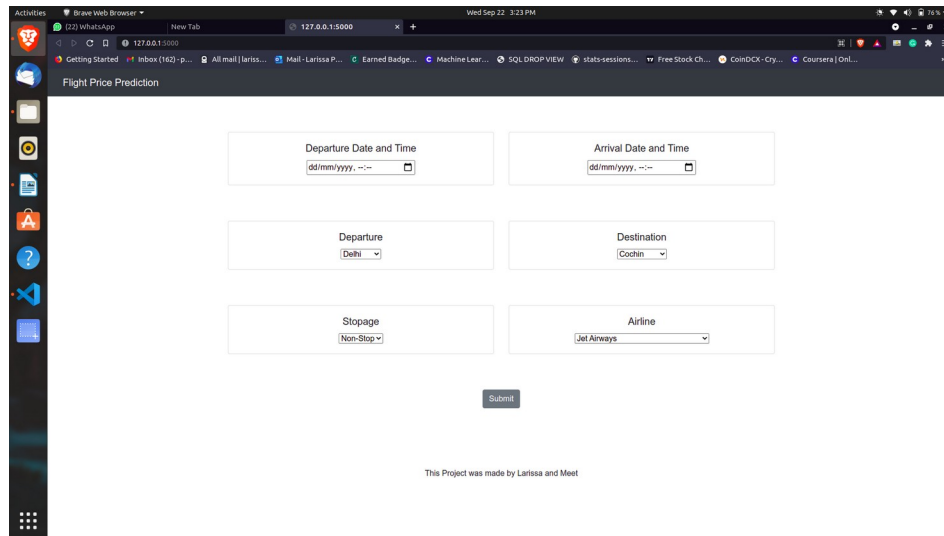 Activities Brave Web Browser Wed Sep 22 3:23 PM 76%
(22) WhatsApp New Tab 127.0.0.1:5000
127.0.0.1:5000
Getting Started Inbox (162) - p... All mail | lariss... Mail - Larissa P... Earned Badge... Machine Lear... SQL DROP VIEW stats-sessions... Free Stock Ch... CoinDCX - Cry... Coursera | Onl...
Flight Price Prediction
Departure Date and Time Arrival Date and Time
dd/mm/yyyy, --:-- dd/mm/yyyy, --:--
Departure Destination
Delhi Cochin
Stopage Airline
Non-Stop Jet Airways
Submit
This Project was made by Larissa and Meet